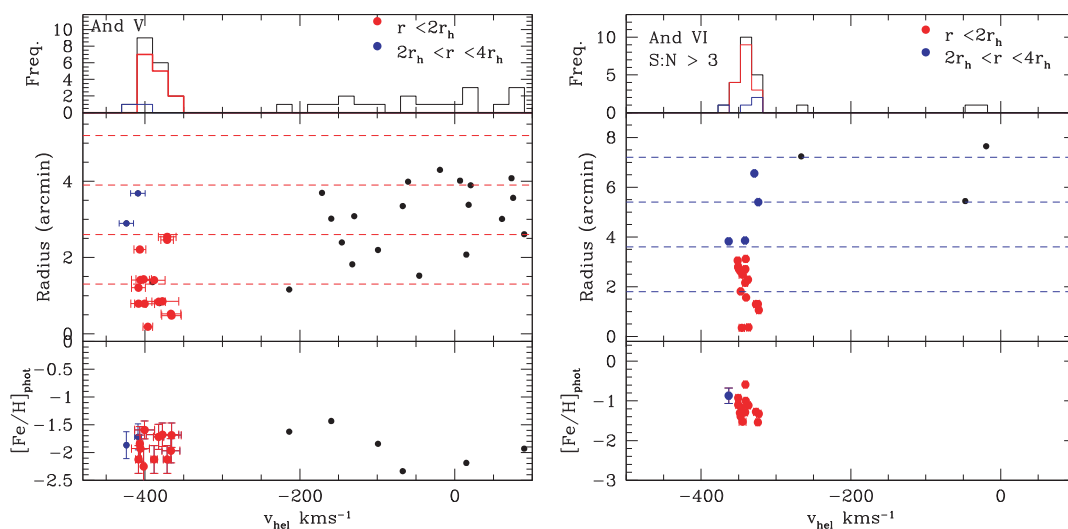 And V
r <2r_h
2r_h <r <4r_h
Freq.
10
8
6
4
2
0
Radius (arcmin)
4
2
0
0
[Fe/H]_phot
−0.5
−1
−1.5
−2
−2.5
−400
−200
0
v_hel kms⁻¹
And VI
S:N > 3
r <2r_h
2r_h <r <4r_h
Freq.
10
5
0
Radius (arcmin)
8
6
4
2
0
[Fe/H]_phot
0
−1
−2
−3
−400
−200
0
v_hel kms⁻¹